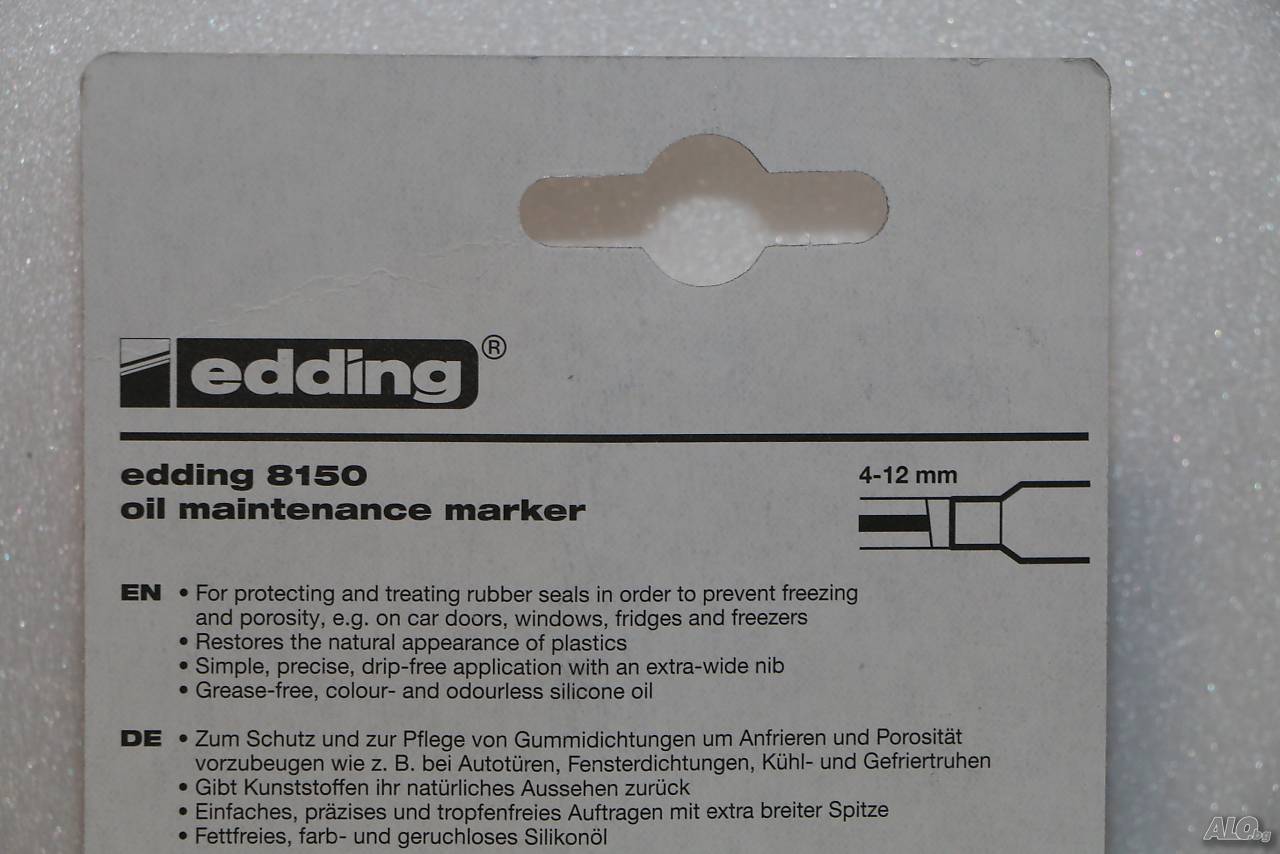 edding®
edding 8150
oil maintenance marker
4-12 mm
EN • For protecting and treating rubber seals in order to prevent freezing
and porosity, e.g. on car doors, windows, fridges and freezers
• Restores the natural appearance of plastics
• Simple, precise, drip-free application with an extra-wide nib
• Grease-free, colour- and odourless silicone oil
DE • Zum Schutz und zur Pflege von Gummidichtungen um Anfrieren und Porosität
vorzubeugen wie z. B. bei Autotüren, Fensterdichtungen, Kühl- und Gefriertruhen
• Gibt Kunststoffen ihr natürliches Aussehen zurück
• Einfaches, präzises und tropfenfreies Auftragen mit extra breiter Spitze
• Fettfreies, farb- und geruchloses Silikonöl
ALO.bg